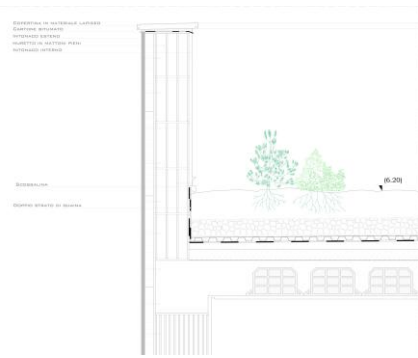 COPERTINA IN MATERIALE LAPIDEO
CARTONE BITUMATO
INTONACO ESTERNO
MURETTO IN MATTONI PIENI
INTONACO INTERNO
SCOSSALINA
DOPPIO STRATO DI GUAINA
(6.20)